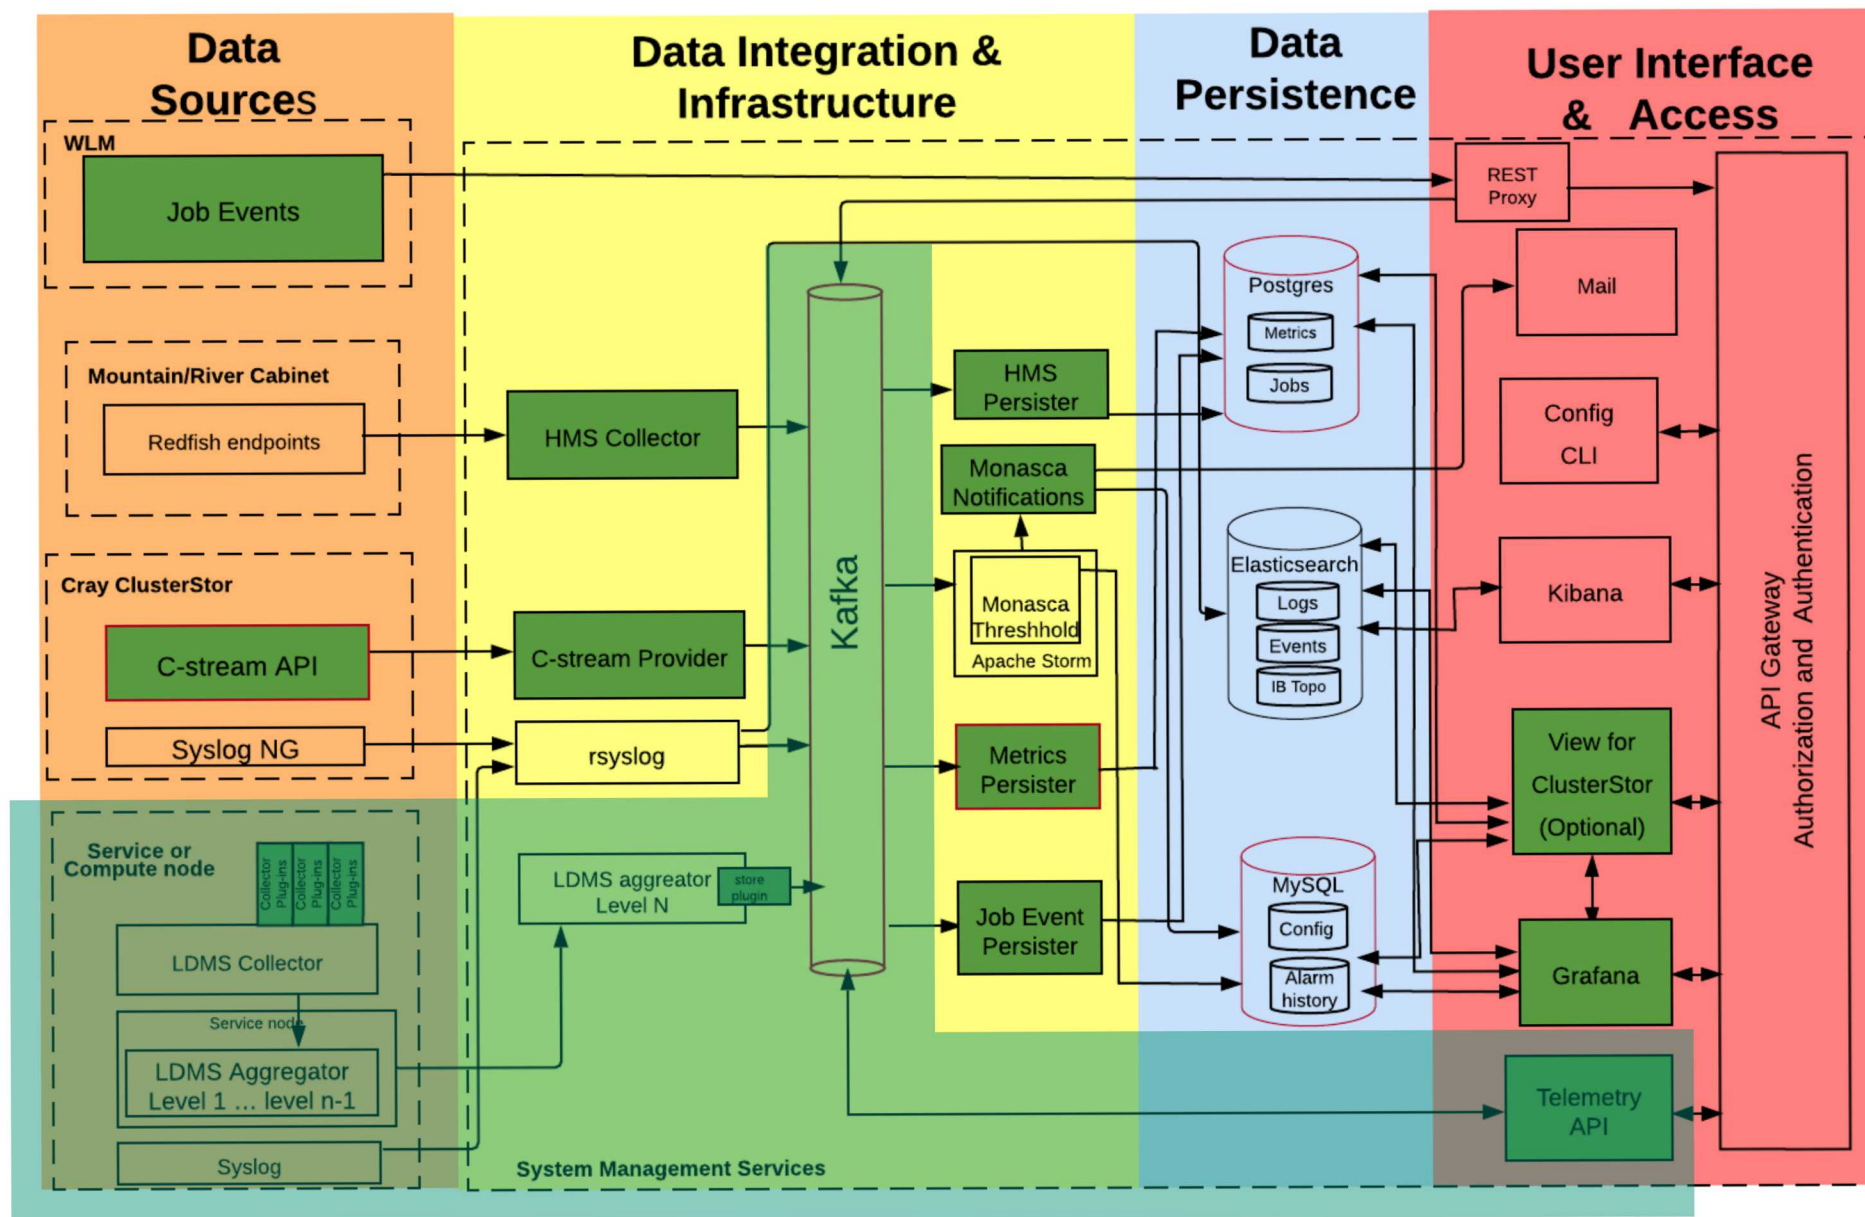 Data
Sources
Data Integration &
Infrastructure
Data
Persistence
User Interface
& Access
WLM
Job Events
Mountain/River Cabinet
Redfish endpoints
Cray ClusterStor
C-stream API
Syslog NG
Service or
Compute node
Collector
Plug-ins
Collector
Plug-ins
Collector
Plug-ins
LDMS Collector
Service node
LDMS Aggregator
Level 1 ... level n-1
Syslog
HMS Collector
C-stream Provider
rsyslog
LDMS aggreator
Level N
store
plugin
System Management Services
Kafka
HMS
Persister
Monasca
Notifications
Monasca
Threshhold
Apache Storm
Metrics
Persister
Job Event
Persister
Postgres
Metrics
Jobs
Elasticsearch
Logs
Events
IB Topo
MySQL
Config
Alarm
history
REST
Proxy
Mail
Config
CLI
Kibana
View for
ClusterStor
(Optional)
Grafana
Telemetry
API
API Gateway
Authorization and Authentication